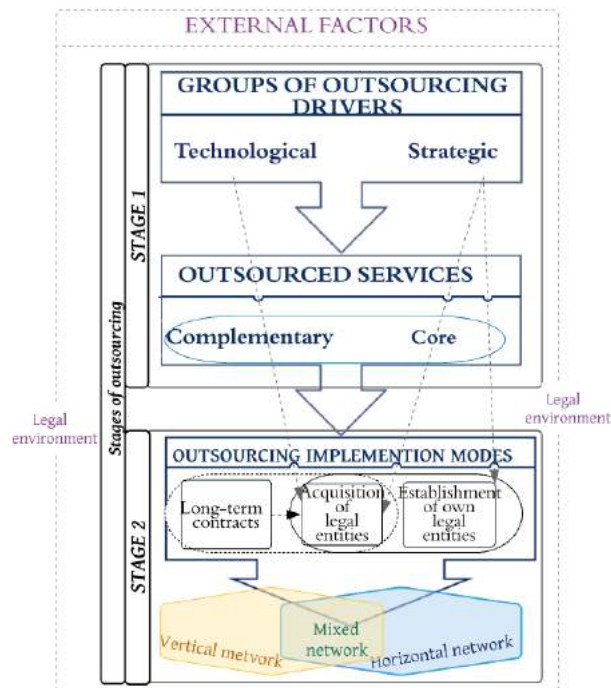 EXTERNAL FACTORS
GROUPS OF OUTSOURCING
DRIVERS
Technological
Strategic
STAGE 1
OUTSOURCED SERVICES
Complementary
Core
Stages of outsourcing
Legal
environment
Legal
environment
OUTSOURCING IMPLEMENTION MODES
Long-term
contracts
Acquisition
of
legal
entities
Establishment
of own
legal
entities
STAGE 2
Mixed
network
Vertical metvork
Horizontal network